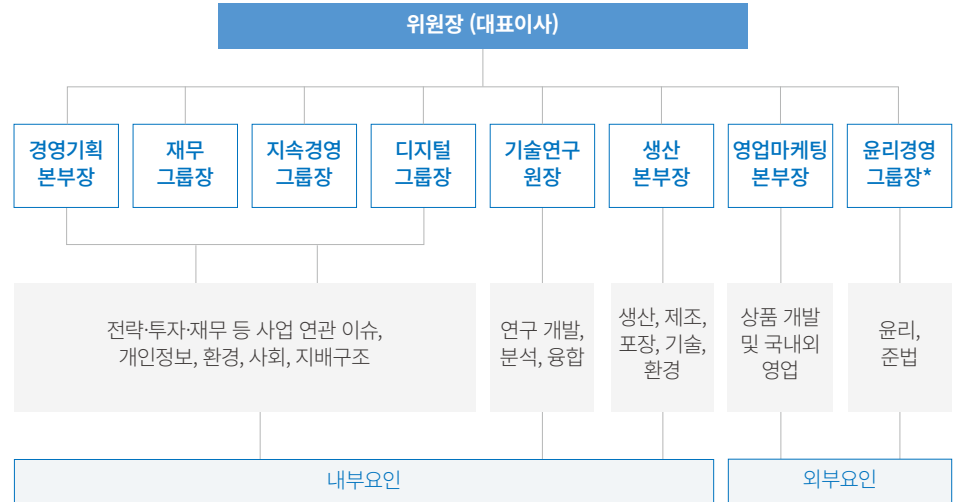 위원장 (대표이사)
경영기획
본부장
재무
그룹장
지속경영
그룹장
디지털
그룹장
기술연구
원장
생산
본부장
영업마케팅
본부장
윤리경영
그룹장*
전략·투자·재무 등 사업 연관 이슈,
개인정보, 환경, 사회, 지배구조
연구 개발,
분석, 융합
생산, 제조,
포장, 기술,
환경
상품 개발
및 국내외
영업
윤리,
준법
내부요인
외부요인